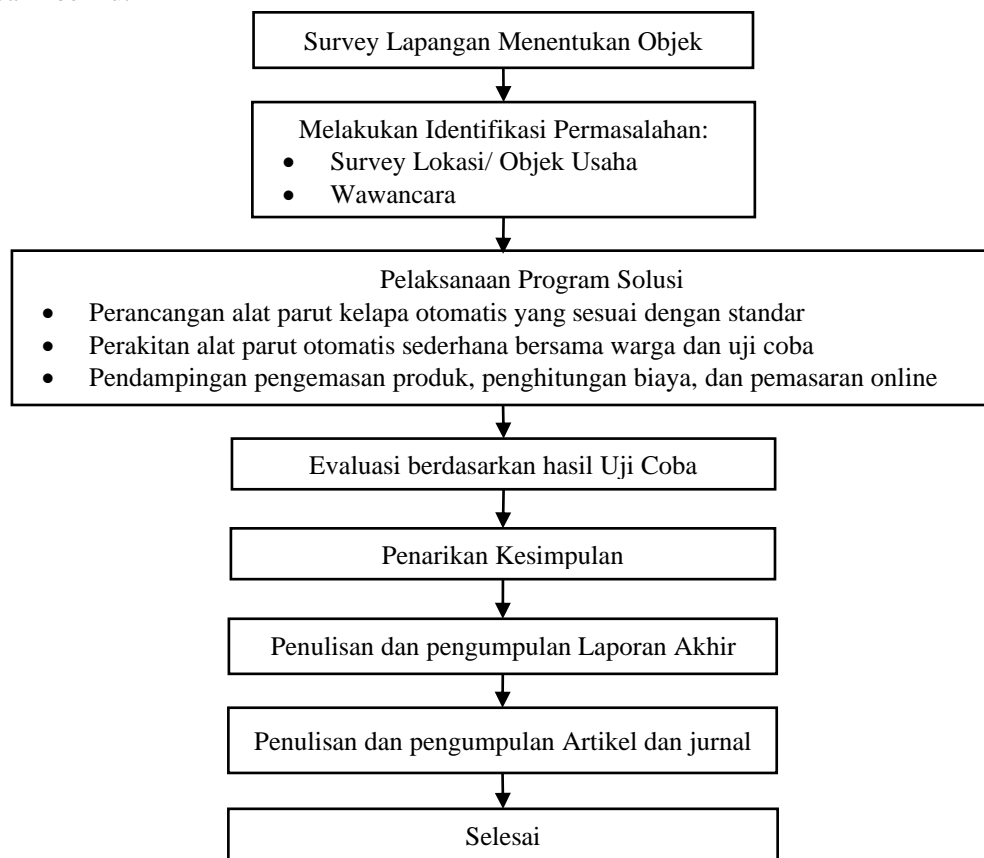 Survey Lapangan Menentukan Objek
Melakukan Identifikasi Permasalahan:
• Survey Lokasi/ Objek Usaha
• Wawancara
Pelaksanaan Program Solusi
• Perancangan alat parut kelapa otomatis yang sesuai dengan standar
• Perakitan alat parut otomatis sederhana bersama warga dan uji coba
• Pendampingan pengemasan produk, penghitungan biaya, dan pemasaran online
Evaluasi berdasarkan hasil Uji Coba
Penarikan Kesimpulan
Penulisan dan pengumpulan Laporan Akhir
Penulisan dan pengumpulan Artikel dan jurnal
Selesai